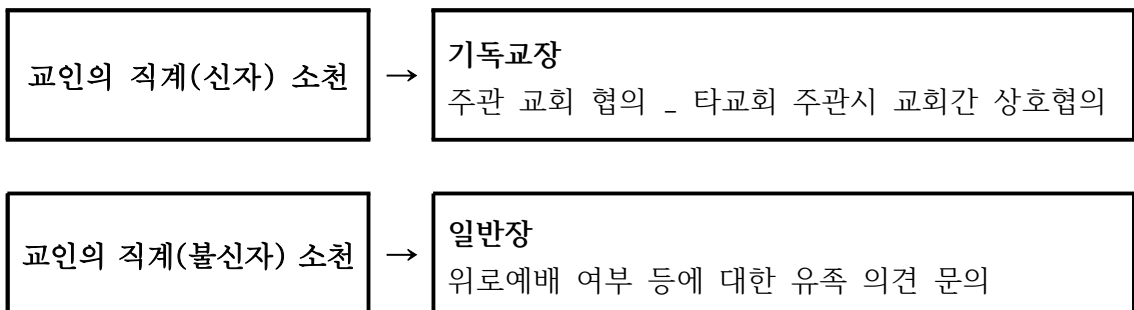 교인의 직계(신자) 소천
→
기독교장
주관 교회 협의 _ 타교회 주관시 교회간 상호협의
교인의 직계(불신자) 소천
→
일반장
위로예배 여부 등에 대한 유족 의견 문의